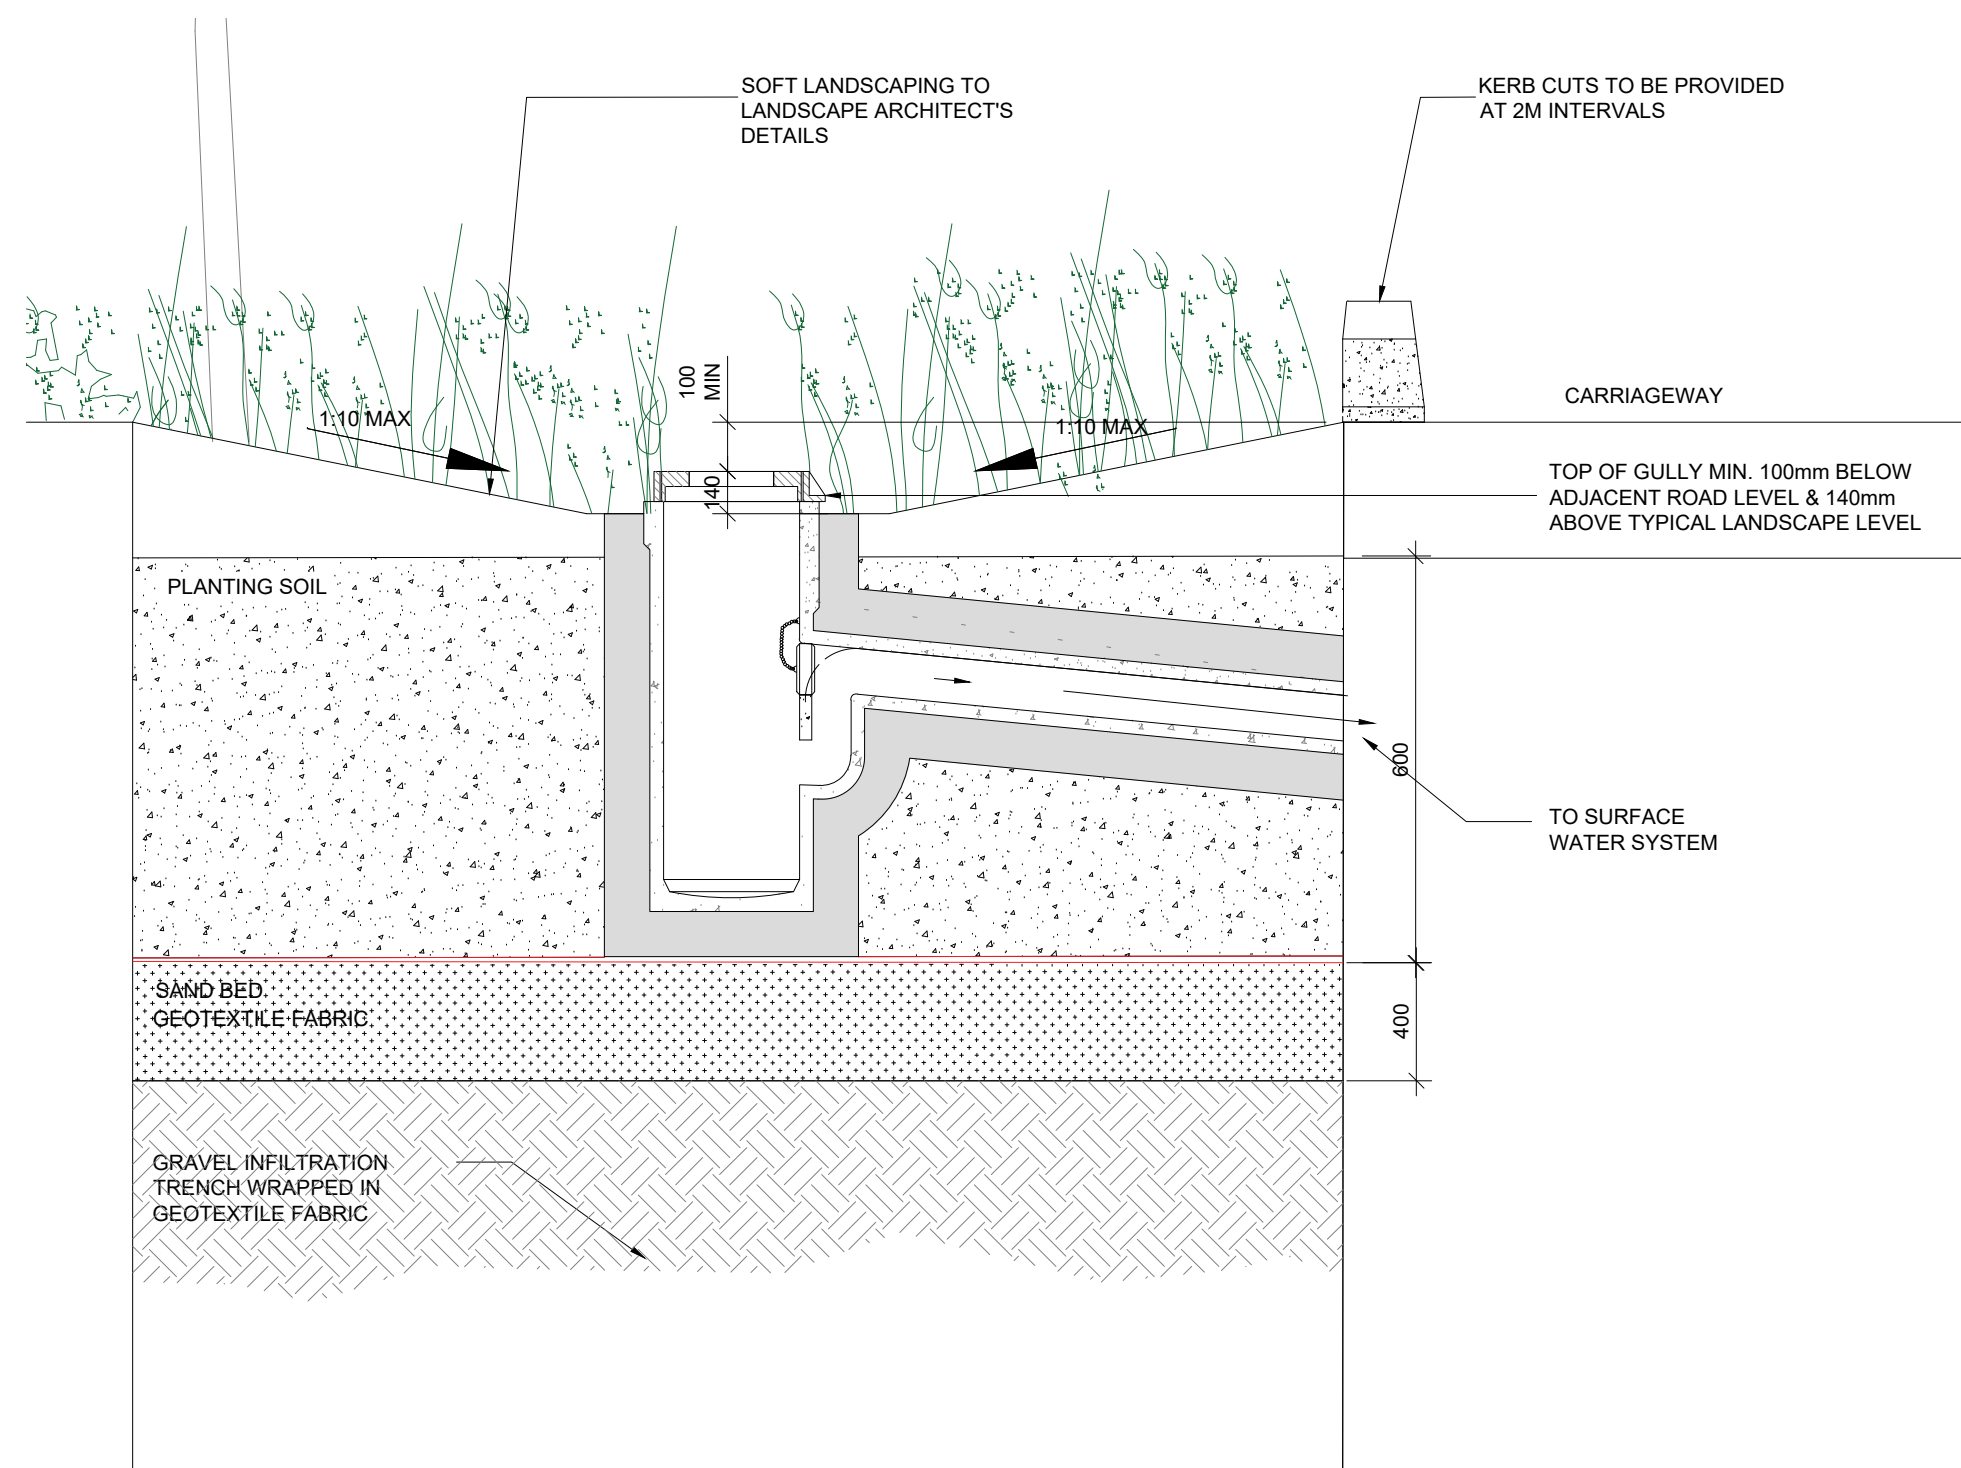 SOFT LANDSCAPING TO
LANDSCAPE ARCHITECT'S
DETAILS
KERB CUTS TO BE PROVIDED
AT 2M INTERVALS
100
MIN
CARRIAGEWAY
1:10 MAX
1:10 MAX
140
TOP OF GULLY MIN. 100mm BELOW
ADJACENT ROAD LEVEL & 140mm
ABOVE TYPICAL LANDSCAPE LEVEL
PLANTING SOIL
600
TO SURFACE
WATER SYSTEM
SAND BED
GEOTEXTILE FABRIC
400
GRAVEL INFILTRATION
TRENCH WRAPPED IN
GEOTEXTILE FABRIC